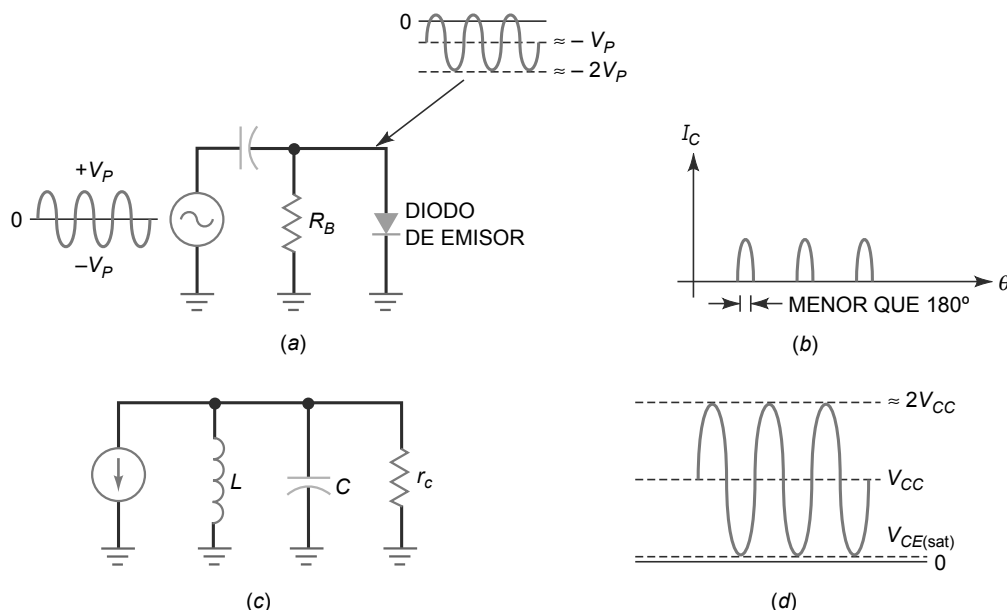 0
≈ – V_P
≈ – 2V_P
+V_P
0
–V_P
R_B
DIODO
DE EMISOR
(a)
I_C
θ
MENOR QUE 180º
(b)
L
C
r_c
(c)
≈ 2V_CC
V_CC
V_CE(sat)
0
(d)